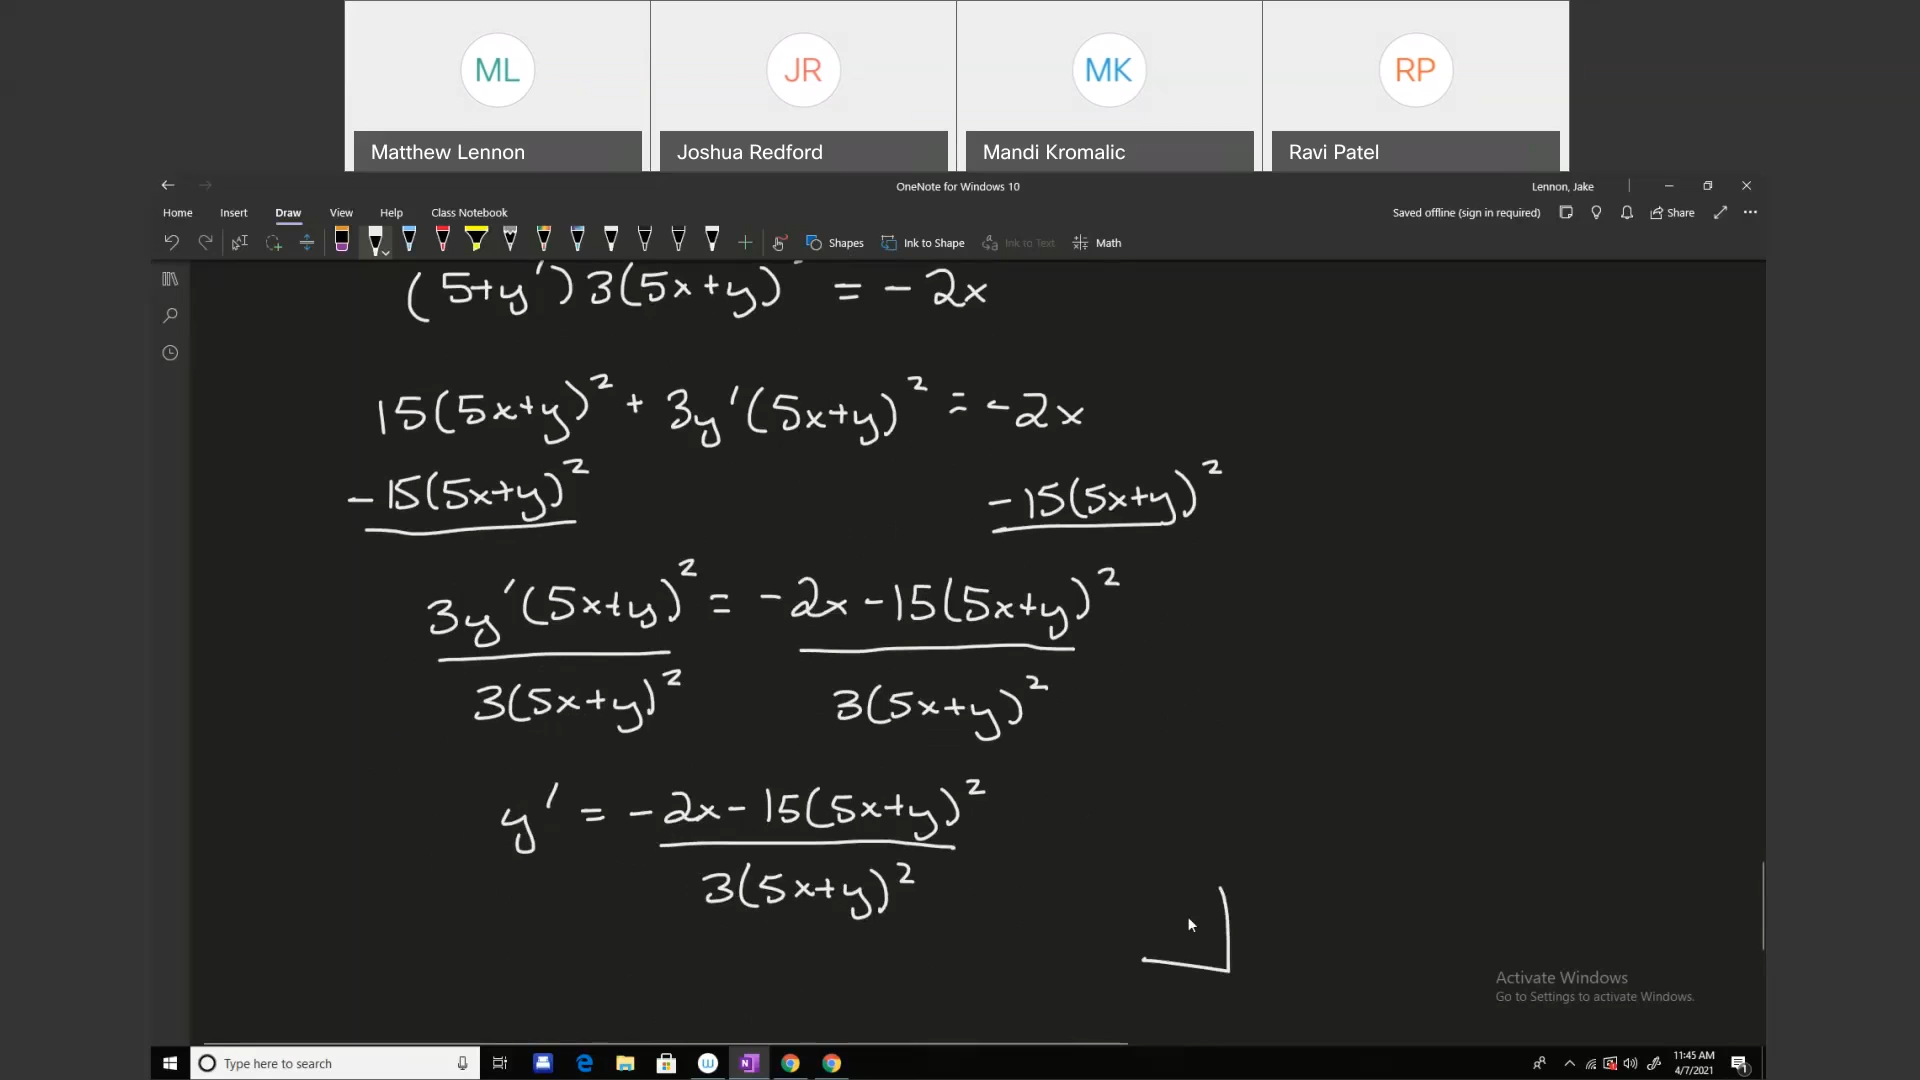 ML JR MK RP
Matthew Lennon Joshua Redford Mandi Kromalic Ravi Patel
OneNote for Windows 10 Lennon, Jake
Home Insert Draw View Help Class Notebook Saved offline (sign in required) Share
Shapes Ink to Shape Ink to Text Math
(5+y')3(5x+y) = -2x
15(5x+y)² + 3y'(5x+y)² = -2x
-15(5x+y)² -15(5x+y)²
3y'(5x+y)² = -2x-15(5x+y)²
3(5x+y)² 3(5x+y)²
y' = -2x-15(5x+y)²
3(5x+y)²
Activate Windows
Go to Settings to activate Windows.
Type here to search 11:45 AM
4/7/2021